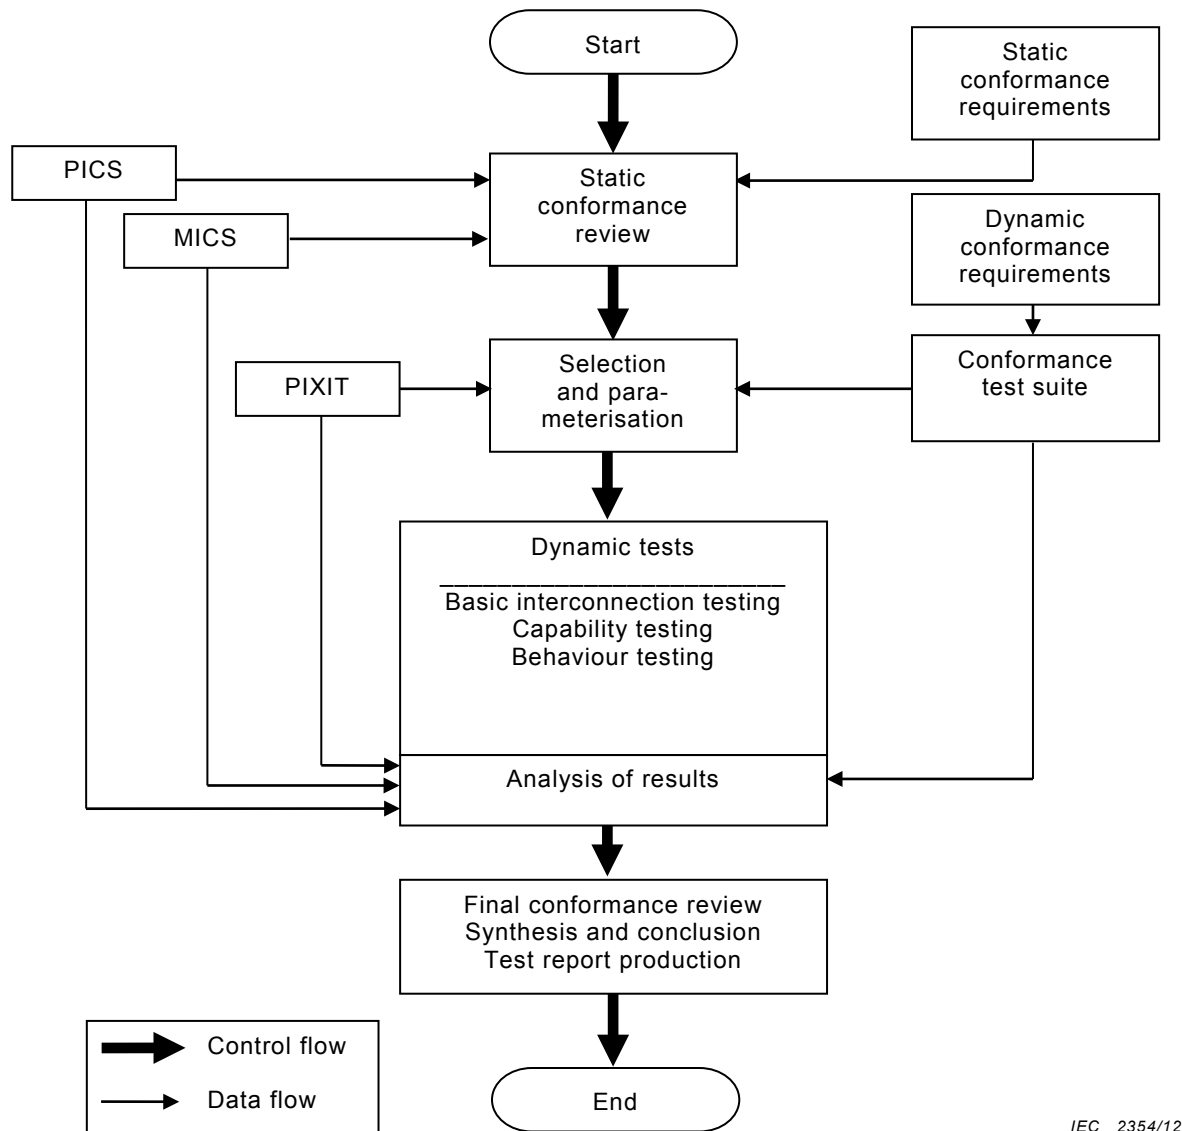 Start
Static
conformance
requirements
PICS
Static
conformance
review
MICS
Dynamic
conformance
requirements
PIXIT
Selection
and para-
meterisation
Conformance
test suite
Dynamic tests
Basic interconnection testing
Capability testing
Behaviour testing
Analysis of results
Final conformance review
Synthesis and conclusion
Test report production
Control flow
Data flow
End
IEC 2354/12